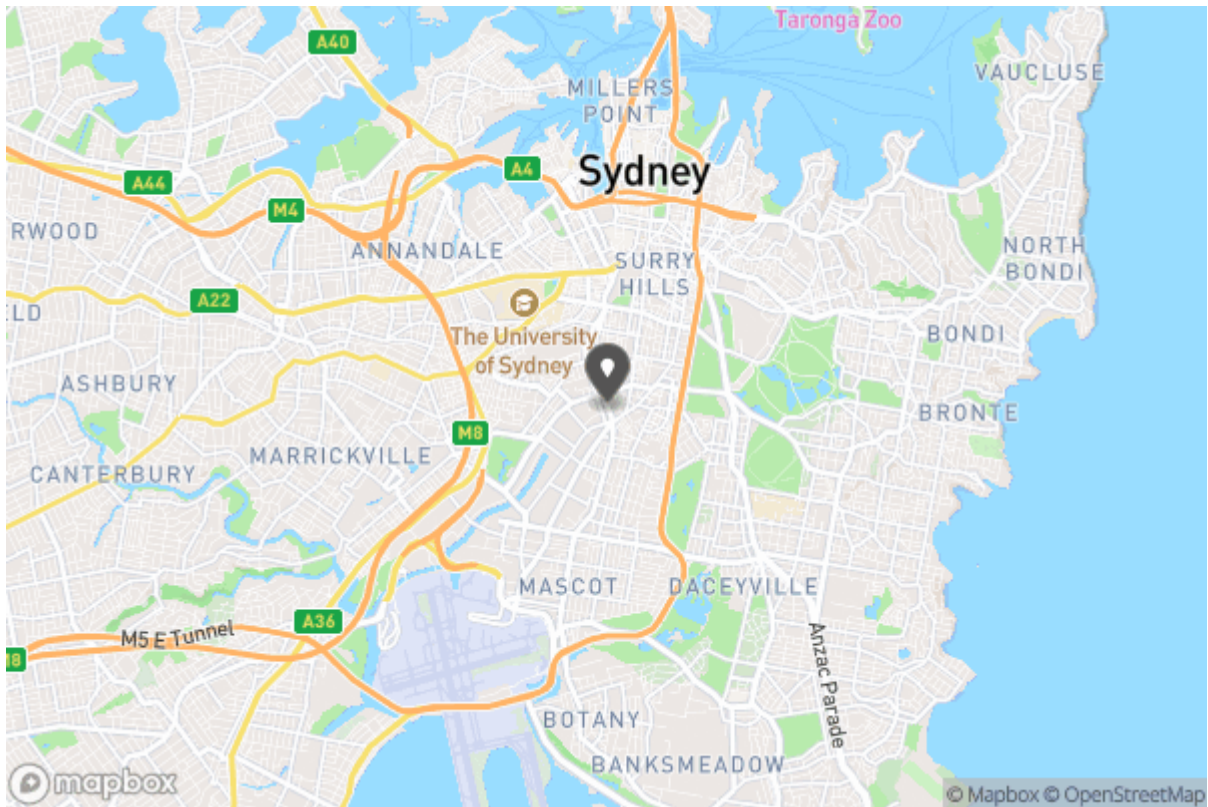 Taronga Zoo
A40
VAUCLUSE
MILLERS
POINT
Sydney
A4
A44
M4
RWOOD
ANNANDALE
NORTH
BONDI
SURRY
HILLS
A22
ELD
The University
of Sydney
BONDI
ASHBURY
BRONTE
M8
MARRICKVILLE
CANTERBURY
MASCOT
DACEYVILLE
A36
M5 E Tunnel
Anzac Parade
BOTANY
BANKSMEADOW
mapbox
© Mapbox © OpenStreetMap